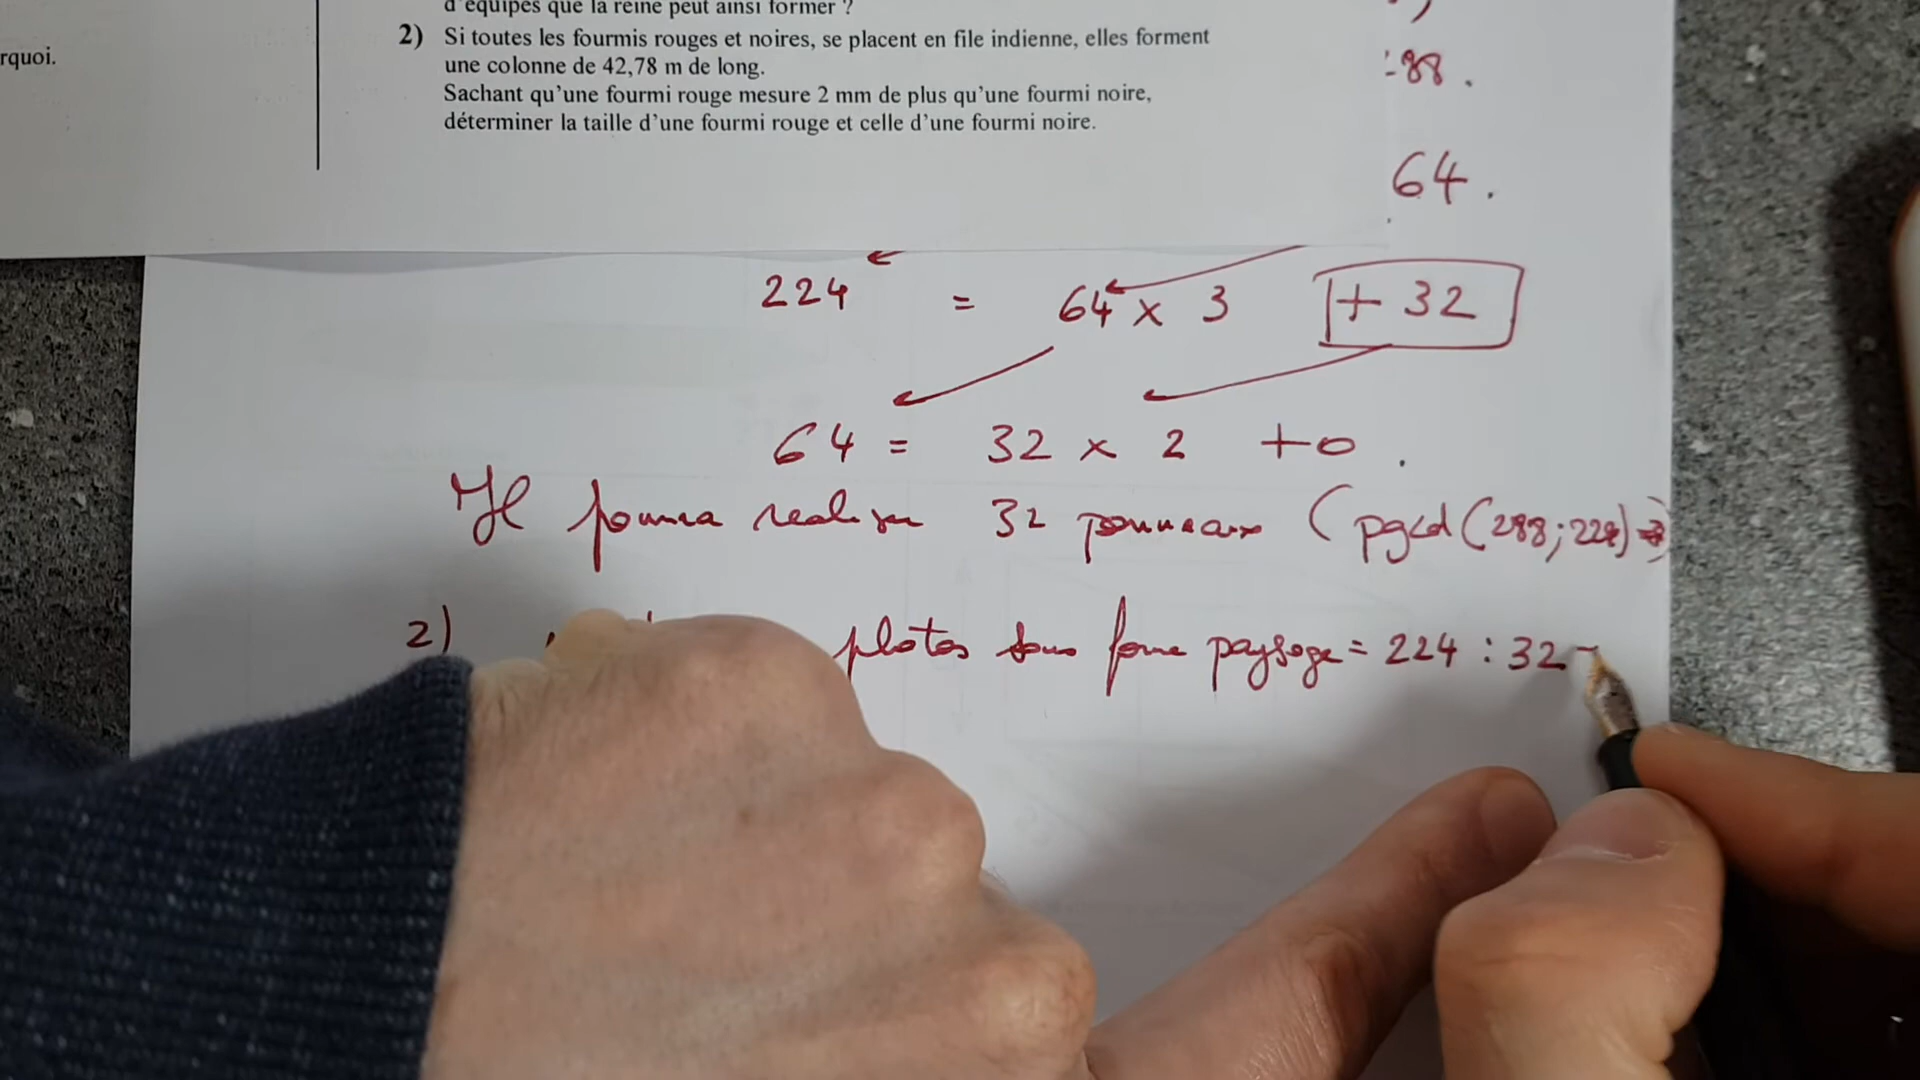 d'équipes que la reine peut ainsi former ?
rquoi.
2) Si toutes les fourmis rouges et noires, se placent en file indienne, elles forment
une colonne de 42,78 m de long.
Sachant qu'une fourmi rouge mesure 2 mm de plus qu'une fourmi noire,
déterminer la taille d'une fourmi rouge et celle d'une fourmi noire.
88.
64.
224 = 64 x 3 + 32
64 = 32 x 2 +0.
Il pourra realiser 32 panneaux (pgcd(288;224)
2) photos sous forme paysage = 224 : 32